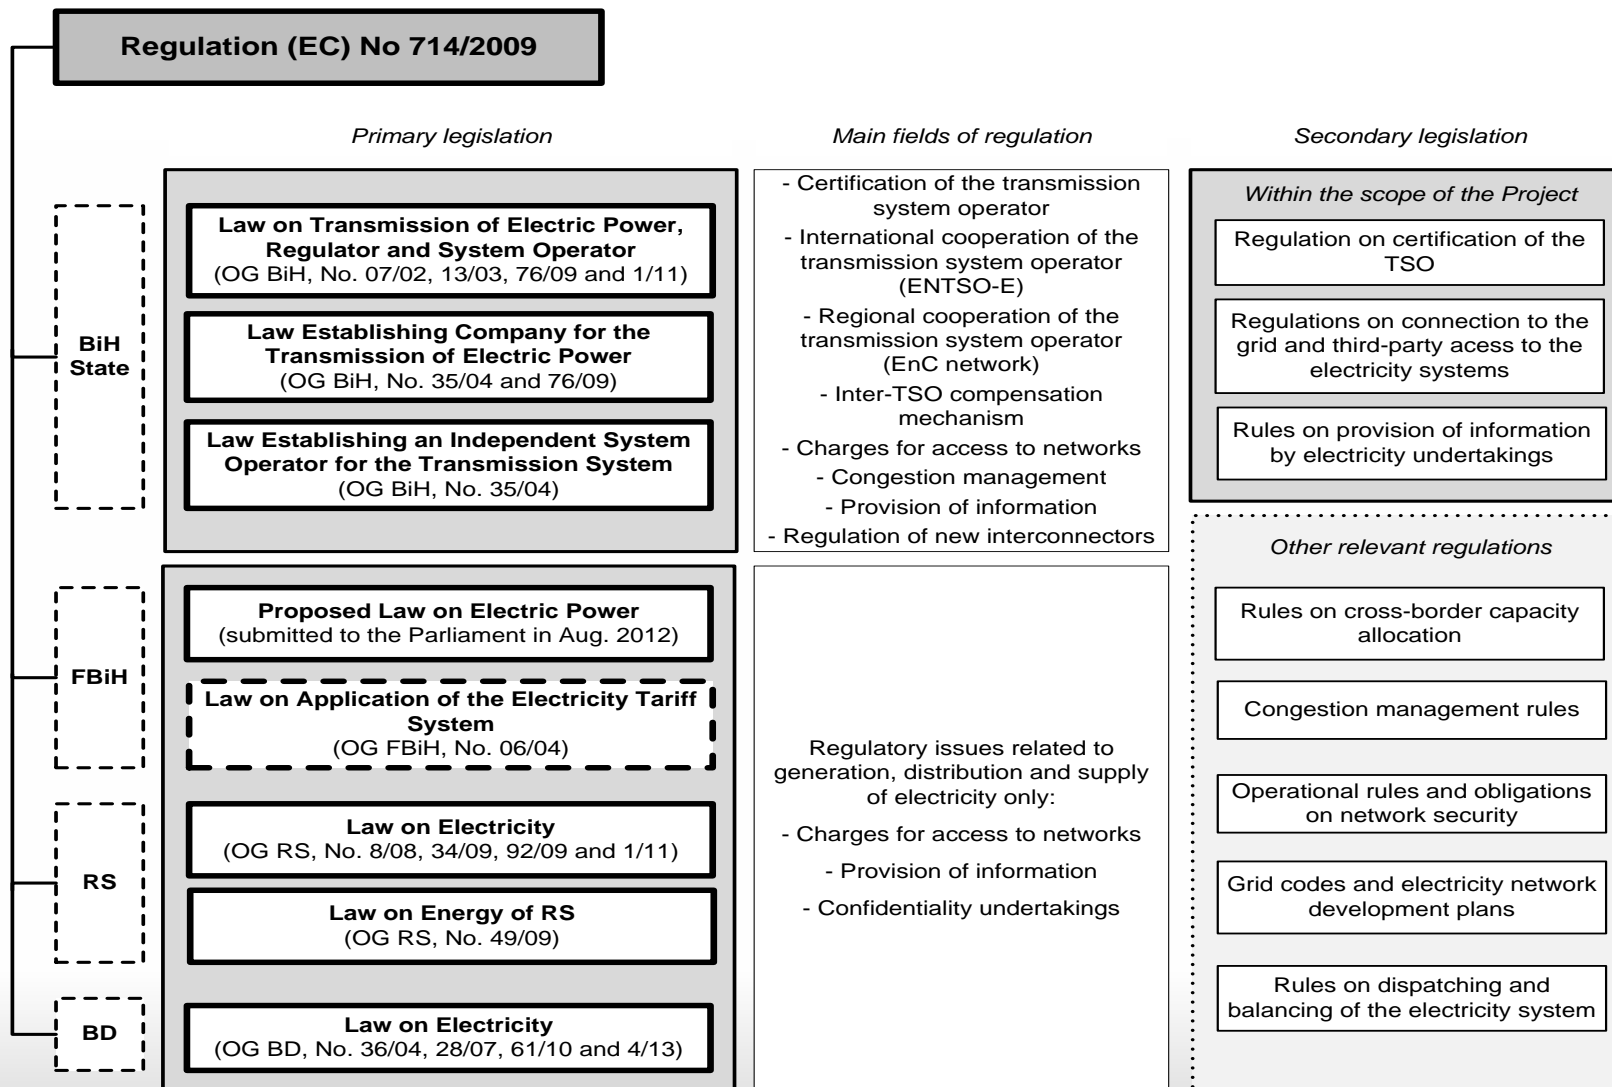 Regulation (EC) No 714/2009
Primary legislation
Main fields of regulation
Secondary legislation
BiH
State
Law on Transmission of Electric Power,
Regulator and System Operator
(OG BiH, No. 07/02, 13/03, 76/09 and 1/11)
Law Establishing Company for the
Transmission of Electric Power
(OG BiH, No. 35/04 and 76/09)
Law Establishing an Independent System
Operator for the Transmission System
(OG BiH, No. 35/04)
- Certification of the transmission
system operator
- International cooperation of the
transmission system operator
(ENTSO-E)
- Regional cooperation of the
transmission system operator
(EnC network)
- Inter-TSO compensation
mechanism
- Charges for access to networks
- Congestion management
- Provision of information
- Regulation of new interconnectors
Within the scope of the Project
Regulation on certification of the
TSO
Regulations on connection to the
grid and third-party acess to the
electricity systems
Rules on provision of information
by electricity undertakings
FBiH
Proposed Law on Electric Power
(submitted to the Parliament in Aug. 2012)
Law on Application of the Electricity Tariff
System
(OG FBiH, No. 06/04)
RS
Law on Electricity
(OG RS, No. 8/08, 34/09, 92/09 and 1/11)
Law on Energy of RS
(OG RS, No. 49/09)
BD
Law on Electricity
(OG BD, No. 36/04, 28/07, 61/10 and 4/13)
Regulatory issues related to
generation, distribution and supply
of electricity only:
- Charges for access to networks
- Provision of information
- Confidentiality undertakings
Other relevant regulations
Rules on cross-border capacity
allocation
Congestion management rules
Operational rules and obligations
on network security
Grid codes and electricity network
development plans
Rules on dispatching and
balancing of the electricity system